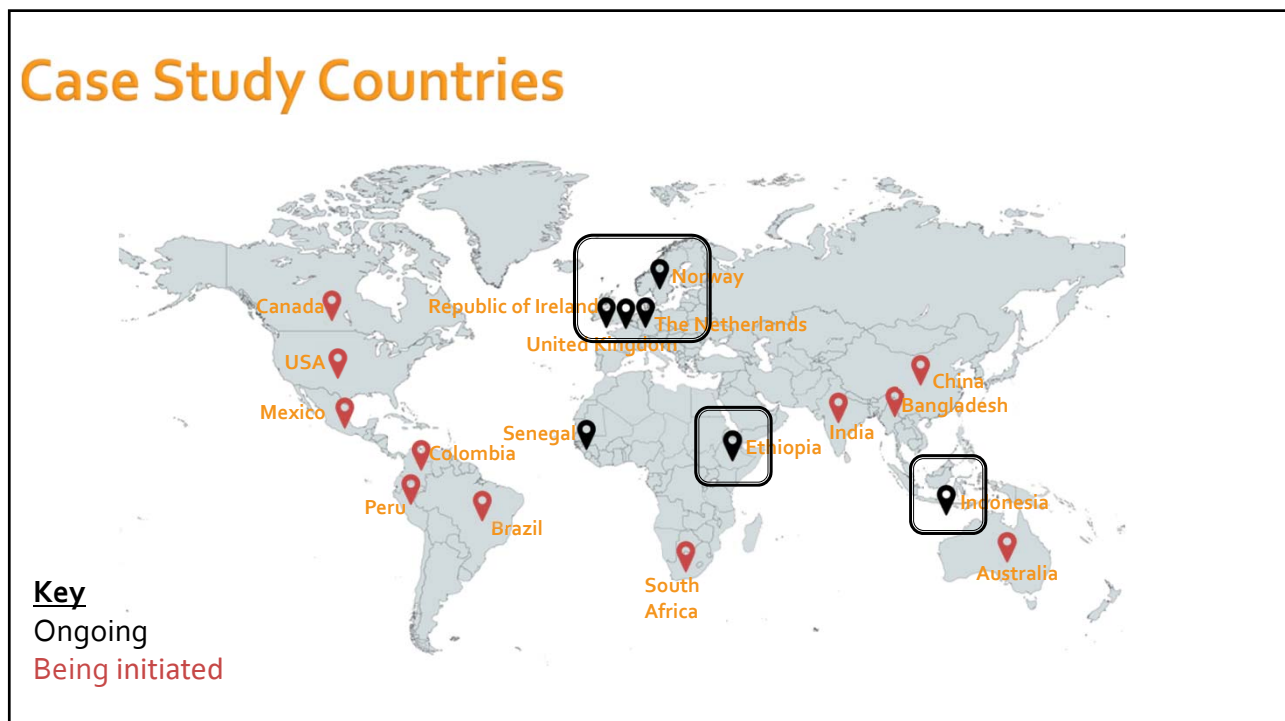 Case Study Countries
Norway
Canada
Republic of Ireland
The Netherlands
United Kingdom
USA
China
Bangladesh
Mexico
India
Senegal
Ethiopia
Colombia
Peru
Indonesia
Brazil
Australia
South
Africa
Key
Ongoing
Being initiated